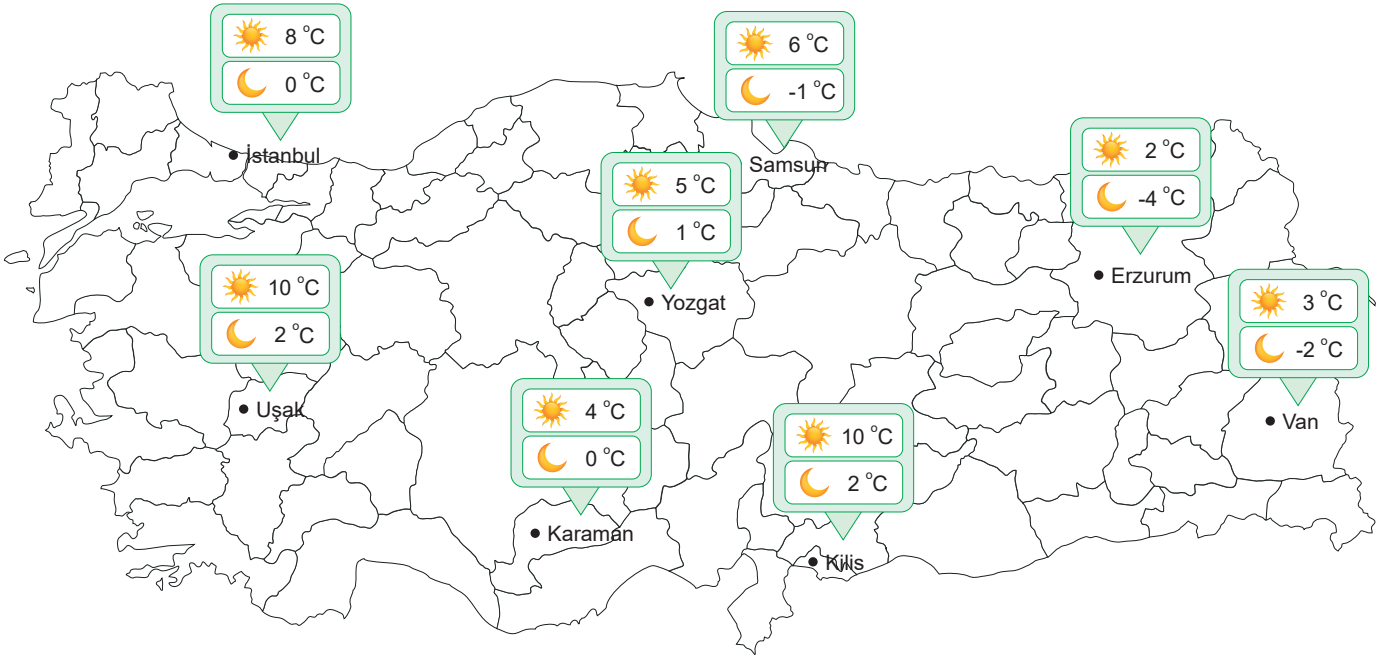 8 °C
0 °C
İstanbul
6 °C
-1 °C
Samsun
5 °C
1 °C
Yozgat
2 °C
-4 °C
Erzurum
10 °C
2 °C
Uşak
3 °C
-2 °C
Van
4 °C
0 °C
Karaman
10 °C
2 °C
Kilis